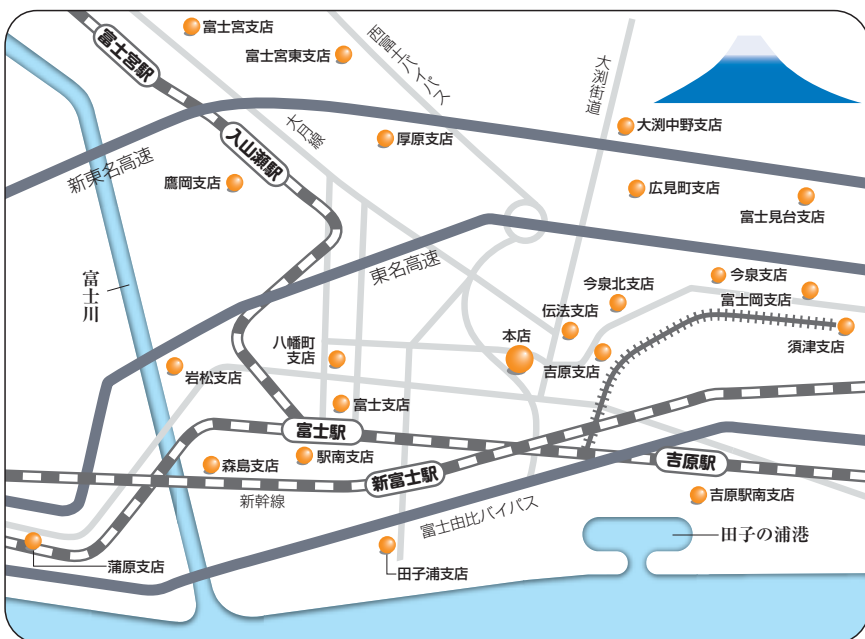 富士宮支店
富士宮東支店
富士宮駅
西富士バイパス
大渕街道
大月線
大渕中野支店
厚原支店
入山瀬駅
新東名高速
鷹岡支店
広見町支店
富士見台支店
東名高速
富士川
今泉支店
今泉北支店
富士岡支店
伝法支店
本店
須津支店
八幡町
支店
吉原支店
岩松支店
富士支店
富士駅
駅南支店
森島支店
新富士駅
吉原駅
新幹線
吉原駅南支店
富士由比バイパス
田子の浦港
蒲原支店
田子浦支店